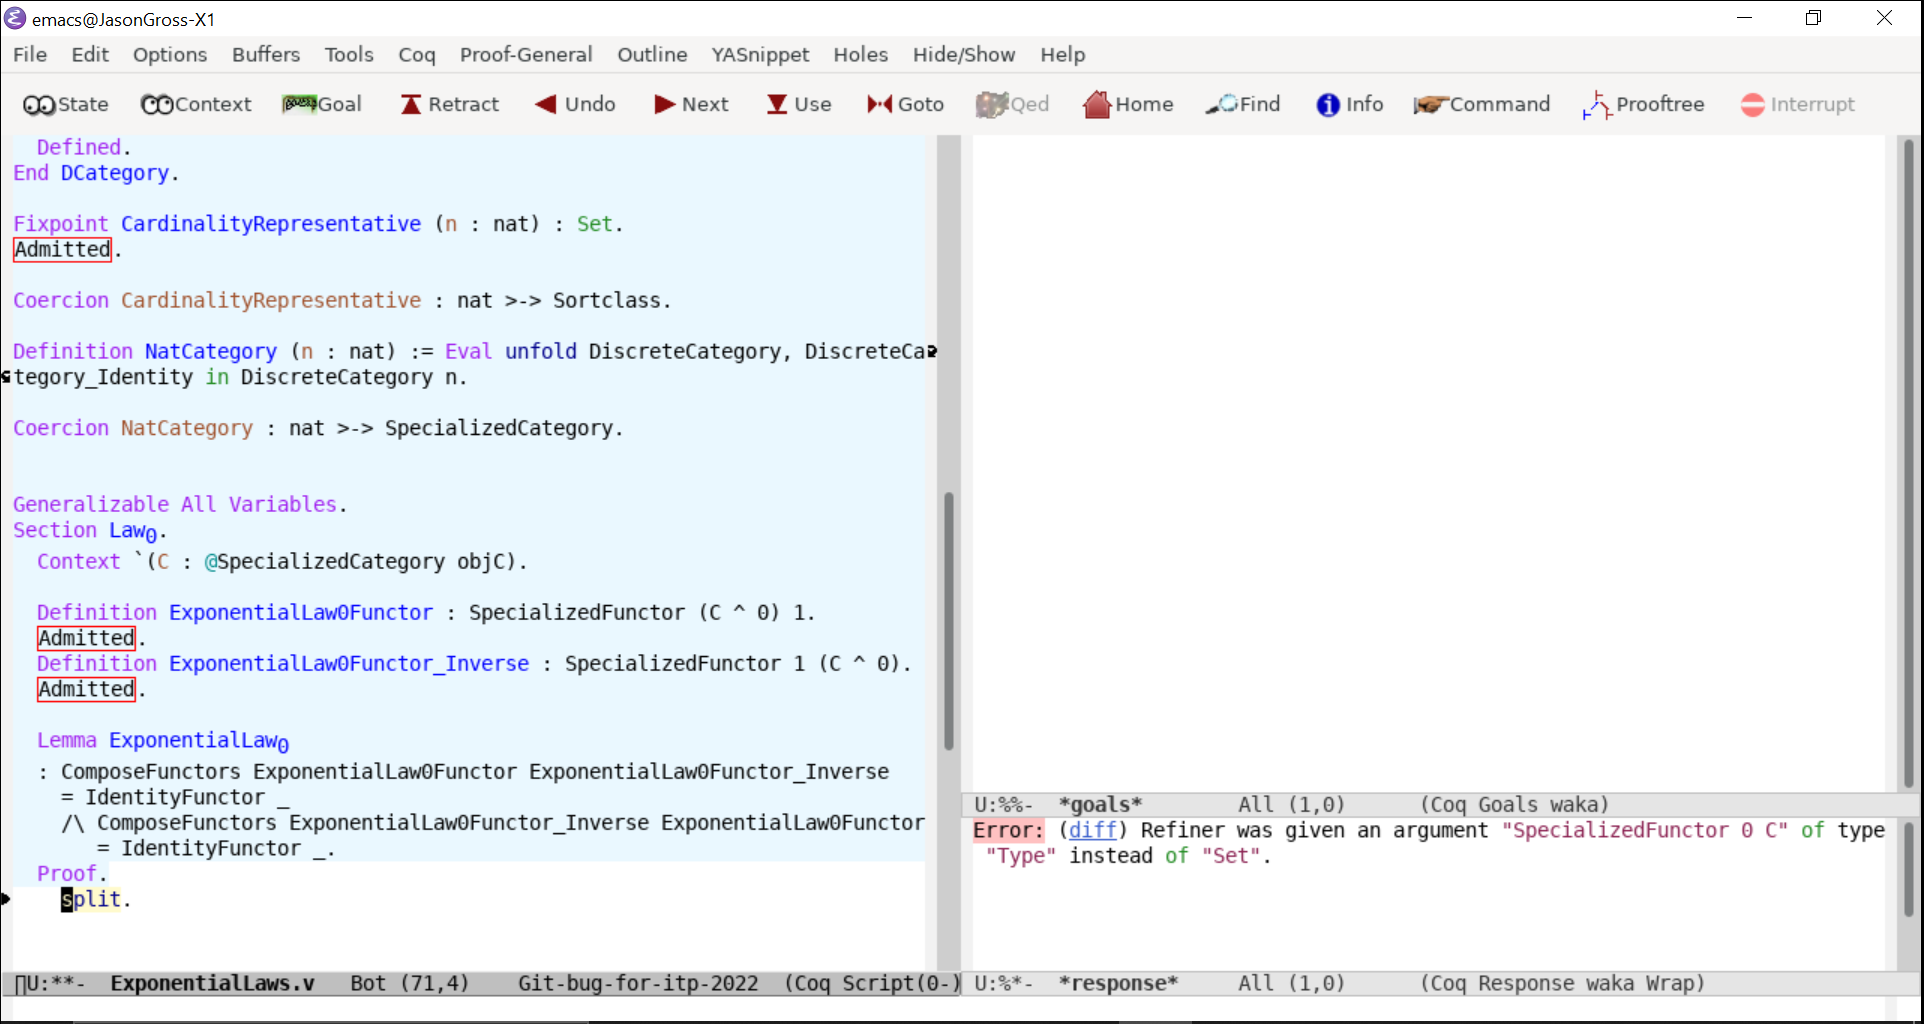 emacs@JasonGross-X1
File Edit Options Buffers Tools Coq Proof-General Outline YASnippet Holes Hide/Show Help
State Context Goal Retract Undo Next Use Goto Qed Home Find Info Command Prooftree Interrupt
  Defined.
End DCategory.
Fixpoint CardinalityRepresentative (n : nat) : Set.
Admitted.
Coercion CardinalityRepresentative : nat >-> Sortclass.
Definition NatCategory (n : nat) := Eval unfold DiscreteCategory, DiscreteCa
tegory_Identity in DiscreteCategory n.
Coercion NatCategory : nat >-> SpecializedCategory.
Generalizable All Variables.
Section Law₀.
  Context `(C : @SpecializedCategory objC).
  Definition ExponentialLaw0Functor : SpecializedFunctor (C ^ 0) 1.
  Admitted.
  Definition ExponentialLaw0Functor_Inverse : SpecializedFunctor 1 (C ^ 0).
  Admitted.
  Lemma ExponentialLaw₀
  : ComposeFunctors ExponentialLaw0Functor ExponentialLaw0Functor_Inverse
    = IdentityFunctor _
    /\ ComposeFunctors ExponentialLaw0Functor_Inverse ExponentialLaw0Functor
       = IdentityFunctor _.
  Proof.
    split.
U:**-  ExponentialLaws.v   Bot (71,4)    Git-bug-for-itp-2022  (Coq Script(0-)
U:%%-  *goals*        All (1,0)      (Coq Goals waka)
Error: (diff) Refiner was given an argument "SpecializedFunctor 0 C" of type
 "Type" instead of "Set".
U:%*-  *response*     All (1,0)      (Coq Response waka Wrap)